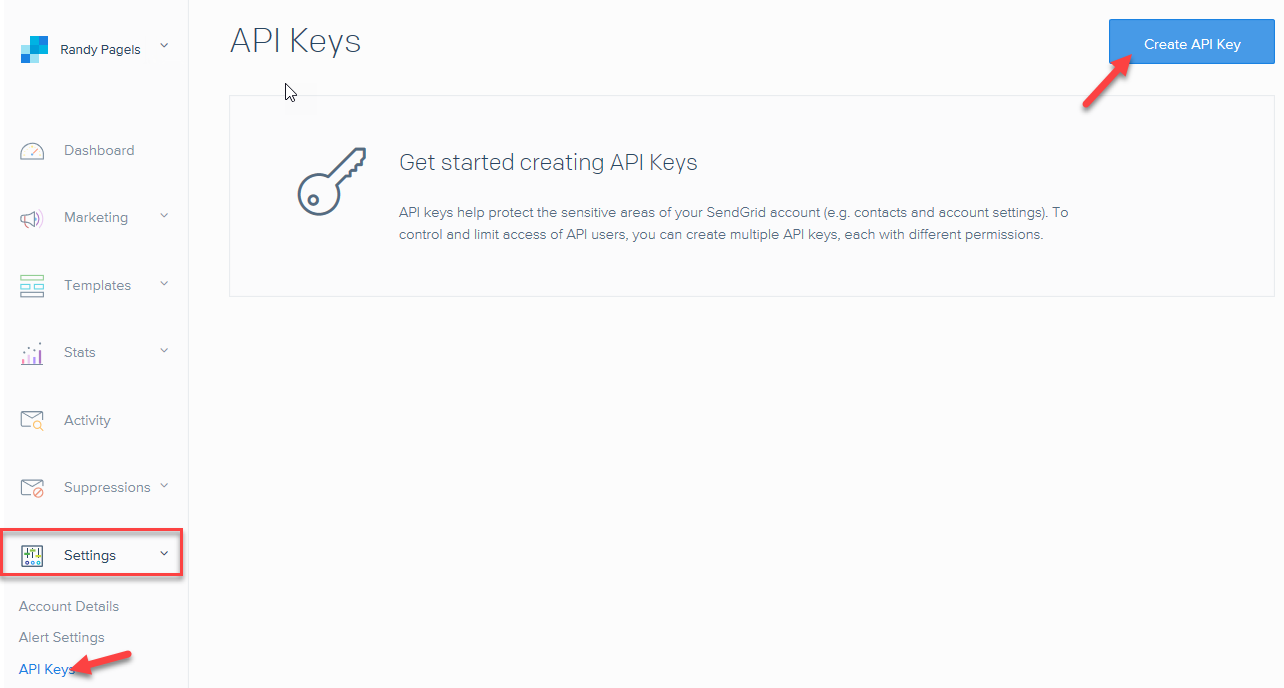 Randy Pagels
Dashboard
Marketing
Templates
Stats
Activity
Suppressions
Settings
Account Details
Alert Settings
API Keys
API Keys
Create API Key
Get started creating API Keys
API keys help protect the sensitive areas of your SendGrid account (e.g. contacts and account settings). To
control and limit access of API users, you can create multiple API keys, each with different permissions.